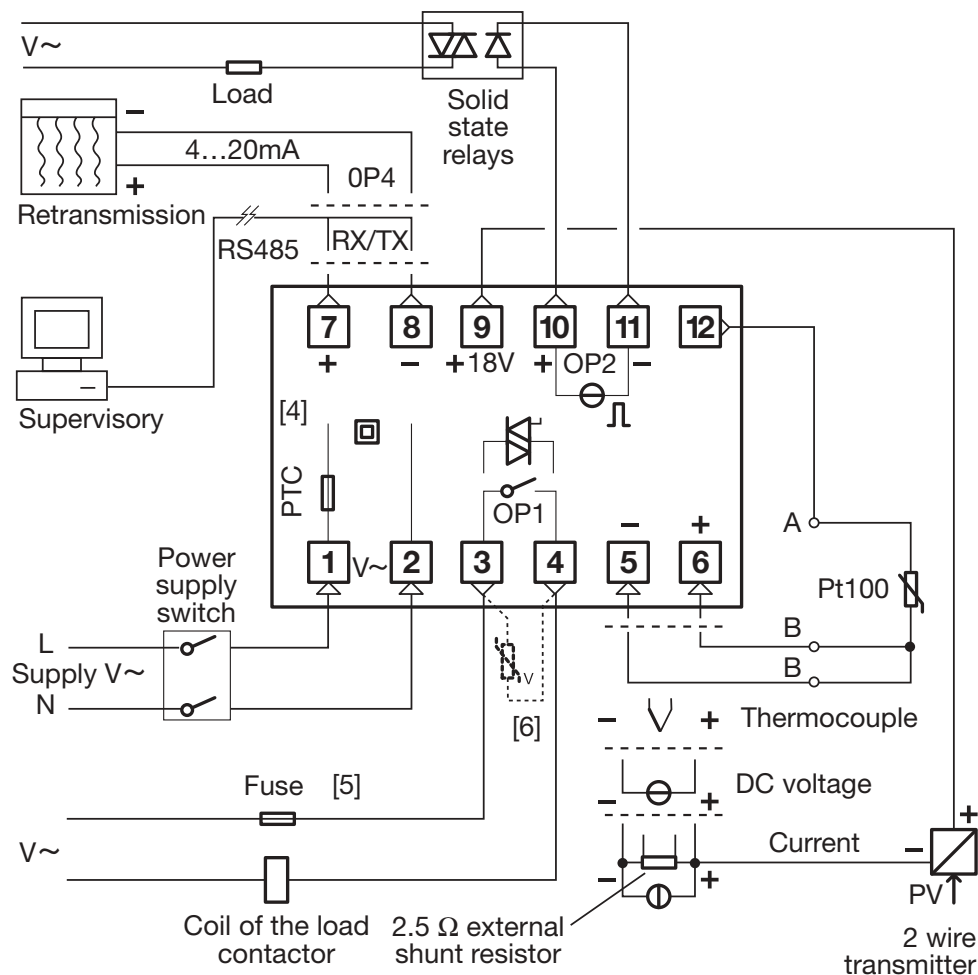 V~
Load
Solid
state
relays
−
4...20mA
+
Retransmission
0P4
RS485
RX/TX
Supervisory
7
8
9
10
11
12
+
−
+18V
+
OP2
−
[4]
PTC
OP1
−
+
1
V~
2
3
4
5
6
Power
supply
switch
L
Supply V~
N
A
Pt100
B
B
V
[6]
− + Thermocouple
DC voltage
− +
Fuse [5]
V~
Coil of the load
contactor
2.5 Ω external
shunt resistor
− +
Current
− +
PV
2 wire
transmitter